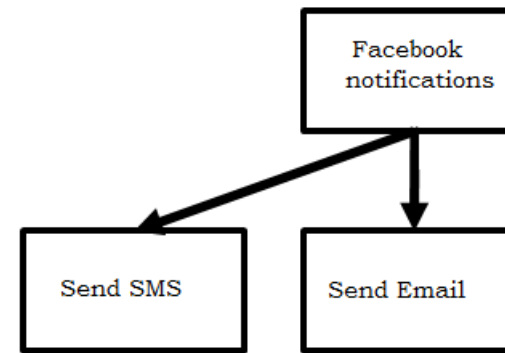 Facebook
notifications
Send SMS
Send Email